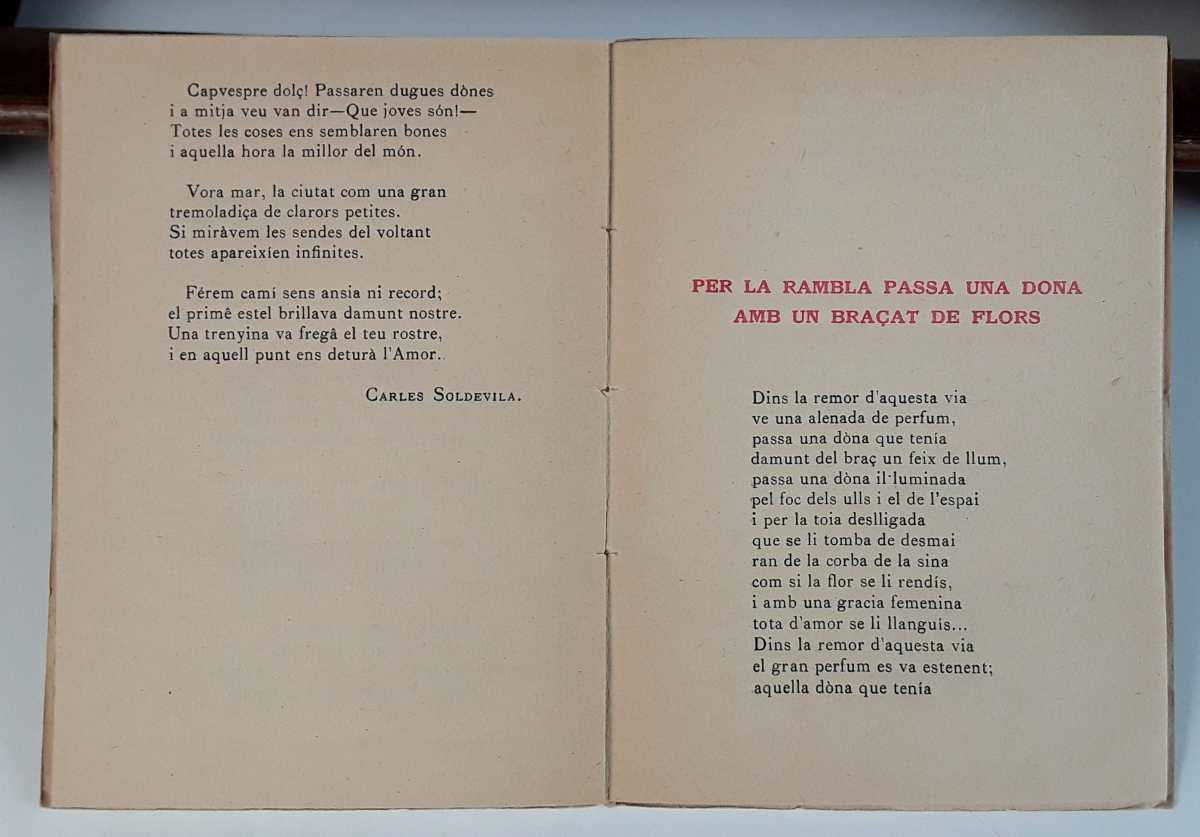 Capvespre dolç! Passaren dugues dònes
i a mitja veu van dir—Que joves són!—
Totes les coses ens semblaren bones
i aquella hora la millor del món.
Vora mar, la ciutat com una gran
tremoladiça de clarors petites.
Si miràvem les sendes del voltant
totes apareixíen infinites.
Férem camí sens ansia ni record;
el primê estel brillava damunt nostre.
Una trenyina va fregâ el teu rostre,
i en aquell punt ens deturà l'Amor.
CARLES SOLDEVILA.
PER LA RAMBLA PASSA UNA DONA
AMB UN BRAÇAT DE FLORS
Dins la remor d'aquesta via
ve una alenada de perfum,
passa una dòna que tenía
damunt del braç un feix de llum,
passa una dòna il·luminada
pel foc dels ulls i el de l'espai
i per la toia deslligada
que se li tomba de desmai
ran de la corba de la sina
com si la flor se li rendís,
i amb una gracia femenina
tota d'amor se li llanguís...
Dins la remor d'aquesta via
el gran perfum es va estenent;
aquella dòna que tenía